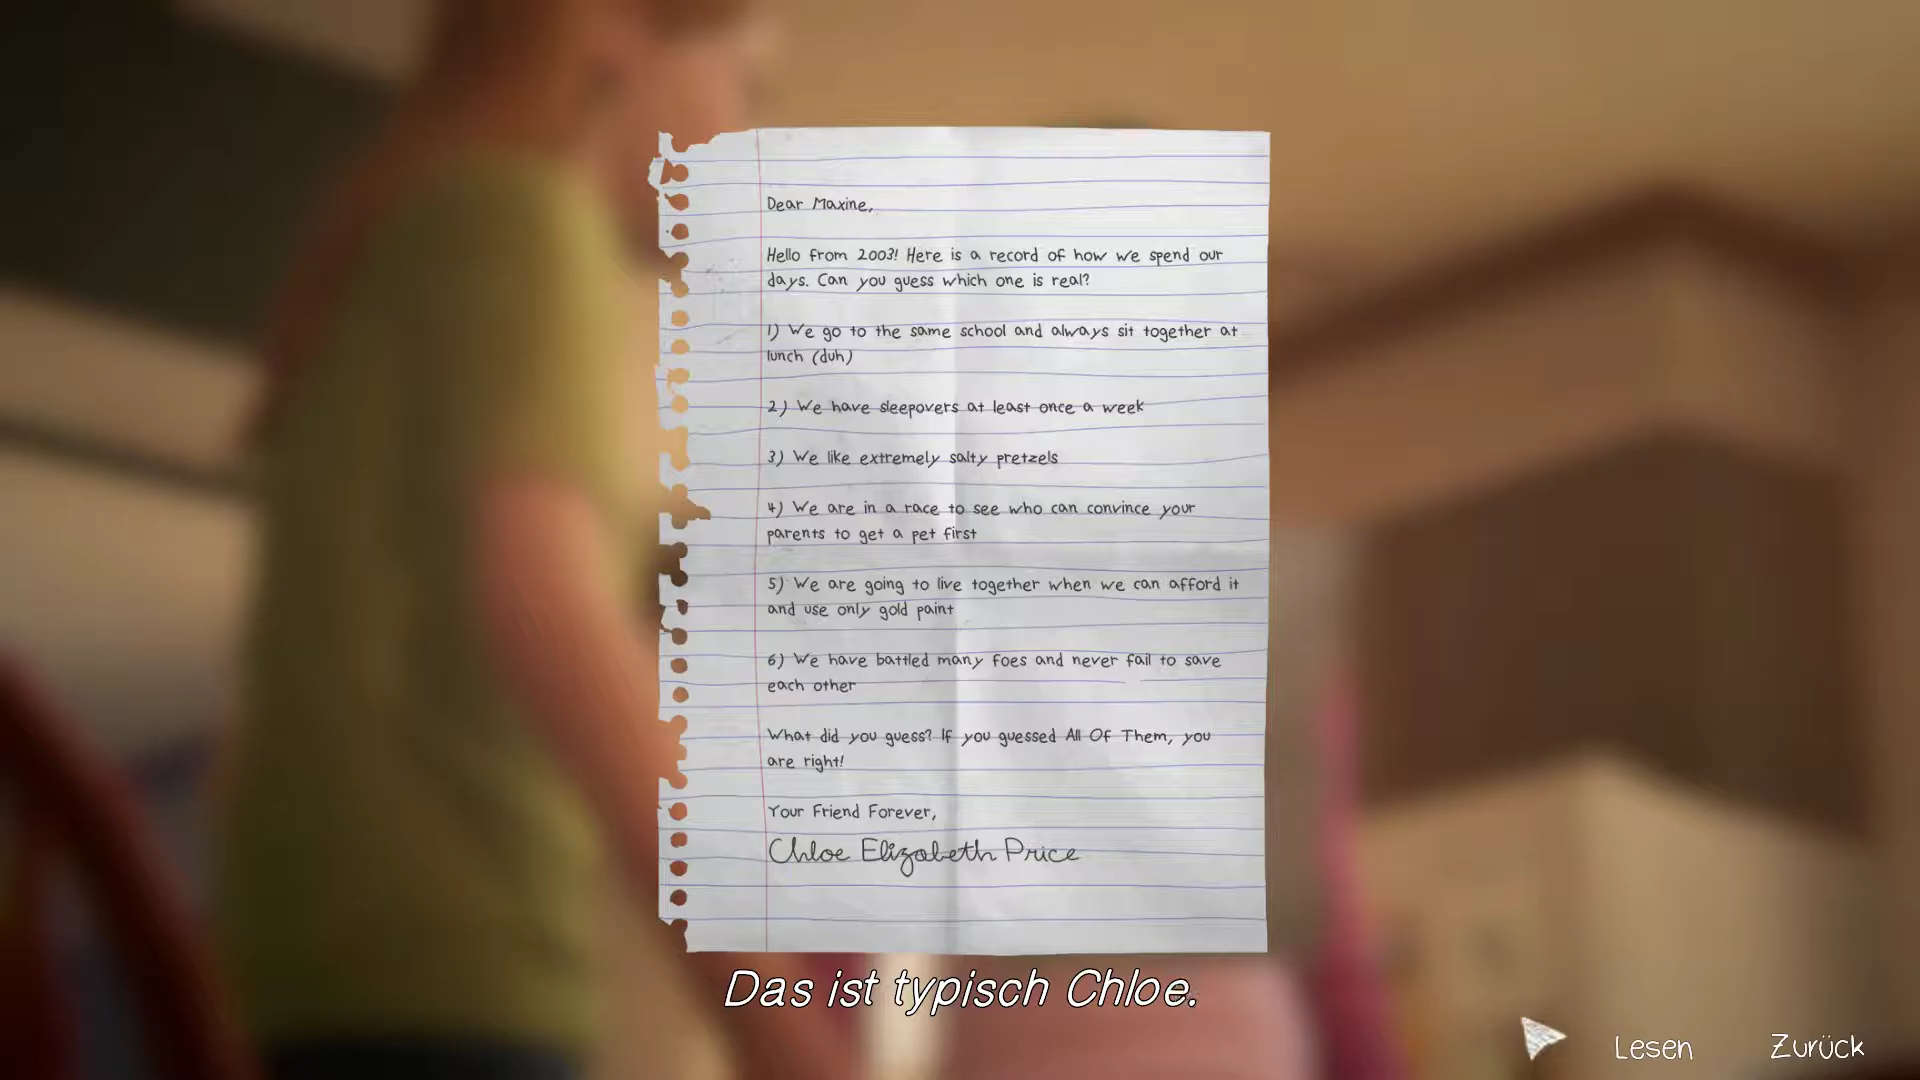 Dear Maxine,
Hello from 2003! Here is a record of how we spend our
days. Can you guess which one is real?
1) We go to the same school and always sit together at
lunch (duh)
2) We have sleepovers at least once a week
3) We like extremely salty pretzels
4) We are in a race to see who can convince your
parents to get a pet first
5) We are going to live together when we can afford it
and use only gold paint
6) We have battled many foes and never fail to save
each other
What did you guess? If you guessed All Of Them, you
are right!
Your Friend Forever,
Chloe Elizabeth Price
Das ist typisch Chloe.
Lesen Zurück